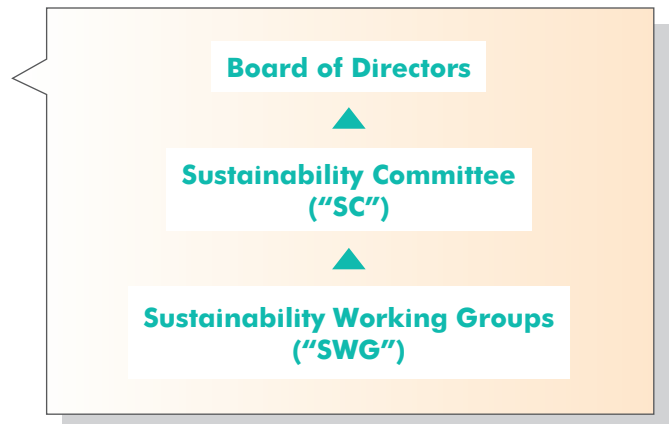 Board of Directors
Sustainability Committee
(“SC”)
Sustainability Working Groups
(“SWG”)